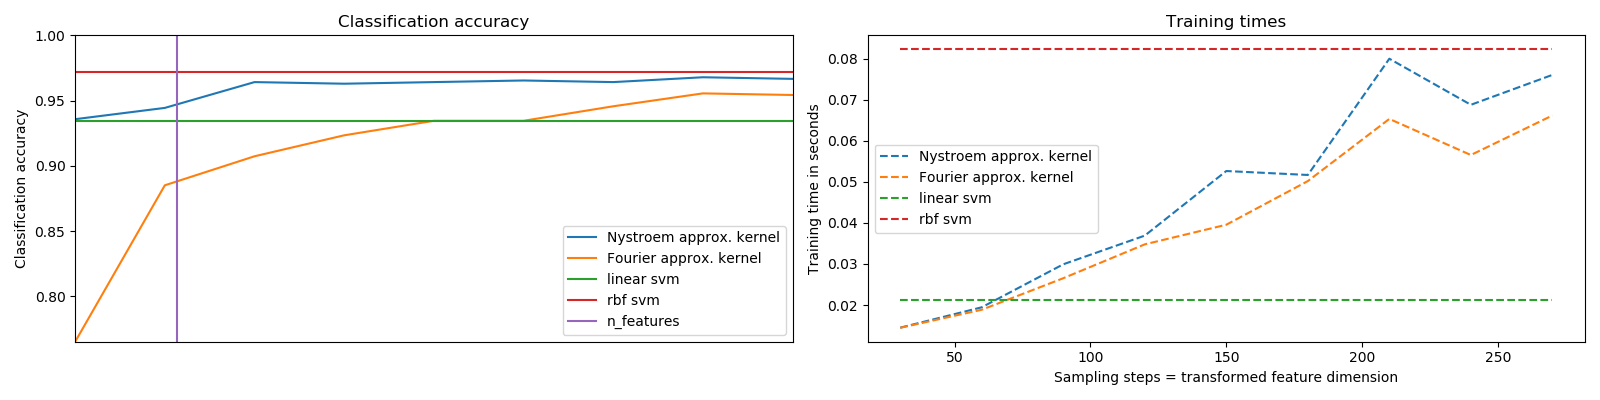 Classification accuracy
1.00
0.95
0.90
0.85
0.80
Classification accuracy
Nystroem approx. kernel
Fourier approx. kernel
linear svm
rbf svm
n_features
Training times
0.08
0.07
0.06
0.05
0.04
0.03
0.02
Training time in seconds
Nystroem approx. kernel
Fourier approx. kernel
linear svm
rbf svm
50 100 150 200 250
Sampling steps = transformed feature dimension